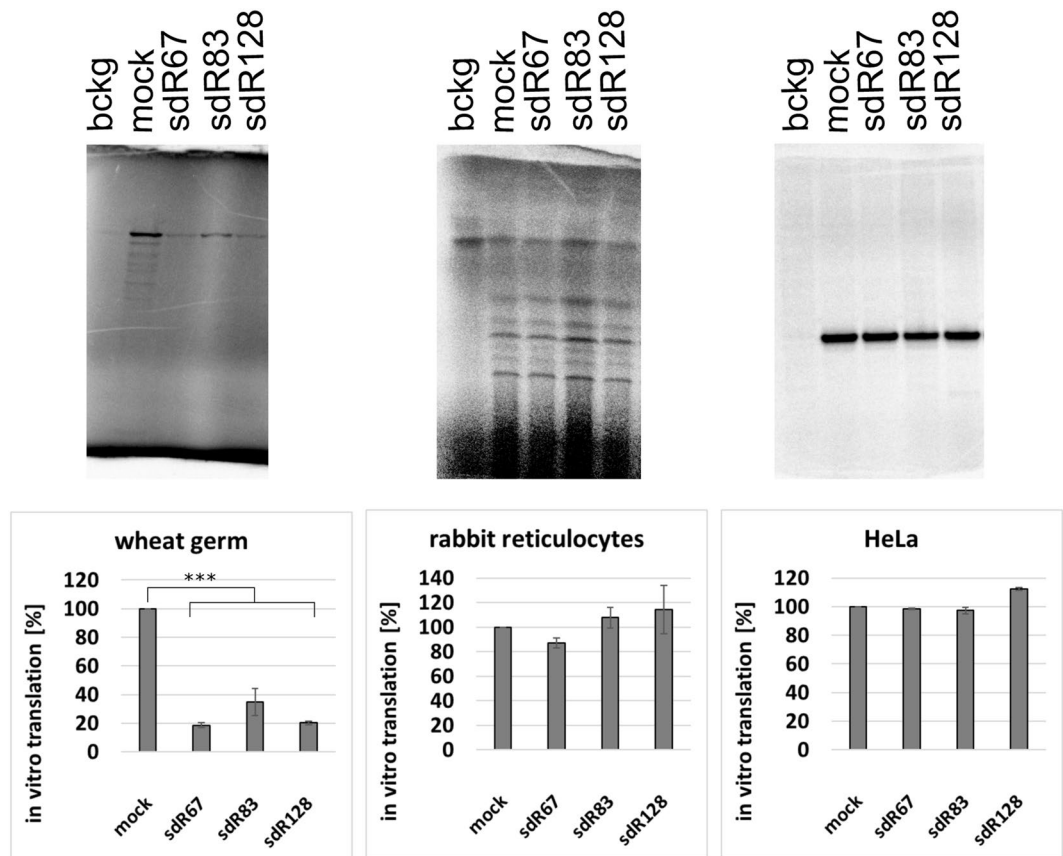 bckg mock sdR67 sdR83 sdR128
bckg mock sdR67 sdR83 sdR128
bckg mock sdR67 sdR83 sdR128
wheat germ
in vitro translation [%]
120
100
80
60
40
20
0
***
mock sdR67 sdR83 sdR128
rabbit reticulocytes
in vitro translation [%]
140
120
100
80
60
40
20
0
mock sdR67 sdR83 sdR128
HeLa
in vitro translation [%]
120
100
80
60
40
20
0
mock sdR67 sdR83 sdR128